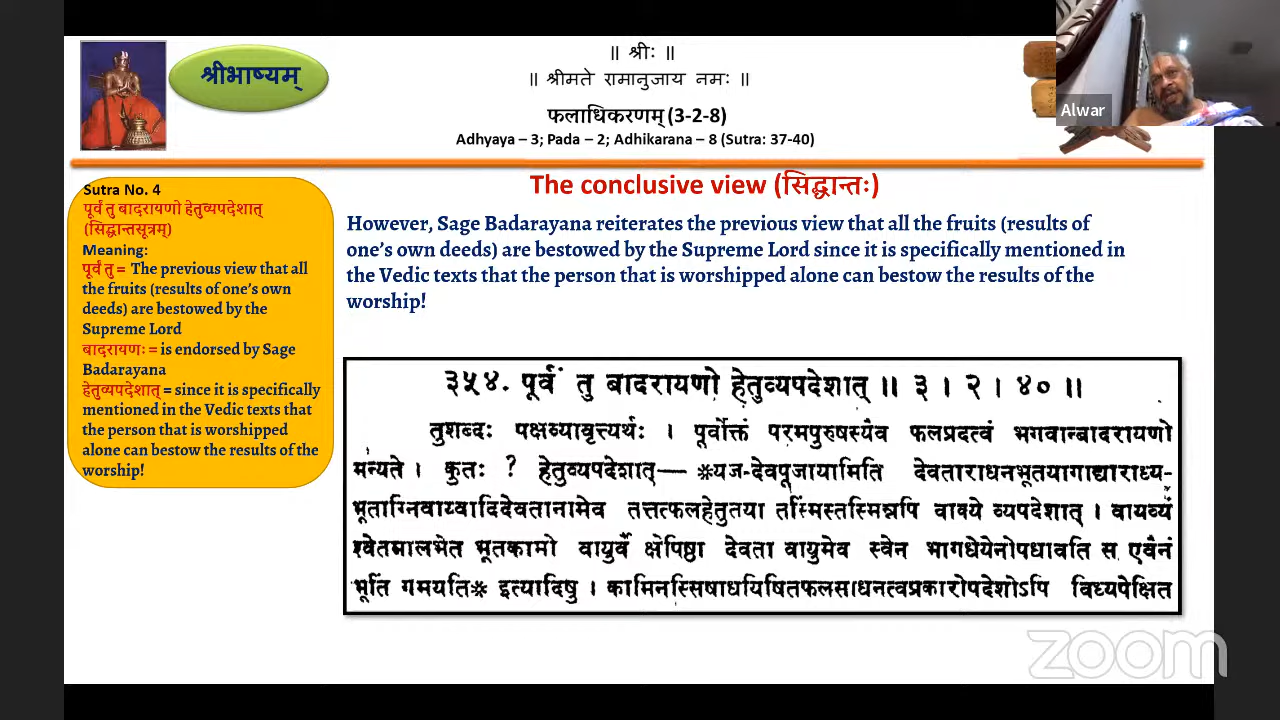 श्रीभाष्यम्
॥ श्रीः ॥
॥ श्रीमते रामानुजाय नमः ॥
फलाधिकरणम् (3-2-8)
Adhyaya – 3; Pada – 2; Adhikarana – 8 (Sutra: 37-40)
Alwar
Sutra No. 4
पूर्वं तु बादरायणो हेतुव्यपदेशात्
(सिद्धान्तसूत्रम्)
Meaning:
पूर्वं तु = The previous view that all
the fruits (results of one's own
deeds) are bestowed by the
Supreme Lord
बादरायणः = is endorsed by Sage
Badarayana
हेतुव्यपदेशात् = since it is specifically
mentioned in the Vedic texts that
the person that is worshipped
alone can bestow the results of the
worship!
The conclusive view (सिद्धान्तः)
However, Sage Badarayana reiterates the previous view that all the fruits (results of
one's own deeds) are bestowed by the Supreme Lord since it is specifically mentioned in
the Vedic texts that the person that is worshipped alone can bestow the results of the
worship!
३५४. पूर्वं तु बादरायणो हेतुव्यपदेशात् ॥ ३ । २ । ४० ॥
तुशब्दः पक्षव्यावृत्त्यर्थः । पूर्वोक्तं परमपुरुषस्यैव फलप्रदत्वं भगवान्बादरायणो
मन्यते । कुतः ? हेतुव्यपदेशात्— ※यज-देवपूजायामिति देवताराधनभूतयागाद्याराध्य-
भूताग्निवाय्वादिदेवतानामेव तत्तत्फलहेतुतया तस्मिंस्तस्मिन्नपि वाक्ये व्यपदेशात् । वायव्यं
श्वेतमालभेत भूतकामो वायुर्वै क्षेपिष्ठा देवता वायुमेव स्वेन भागधेयेनोपधावति स एवैनं
भूतिं गमयति※ इत्यादिषु । कामिनस्सिषाधयिषितफलसाधनत्वप्रकारोपदेशोऽपि विध्यपेक्षित
zoom